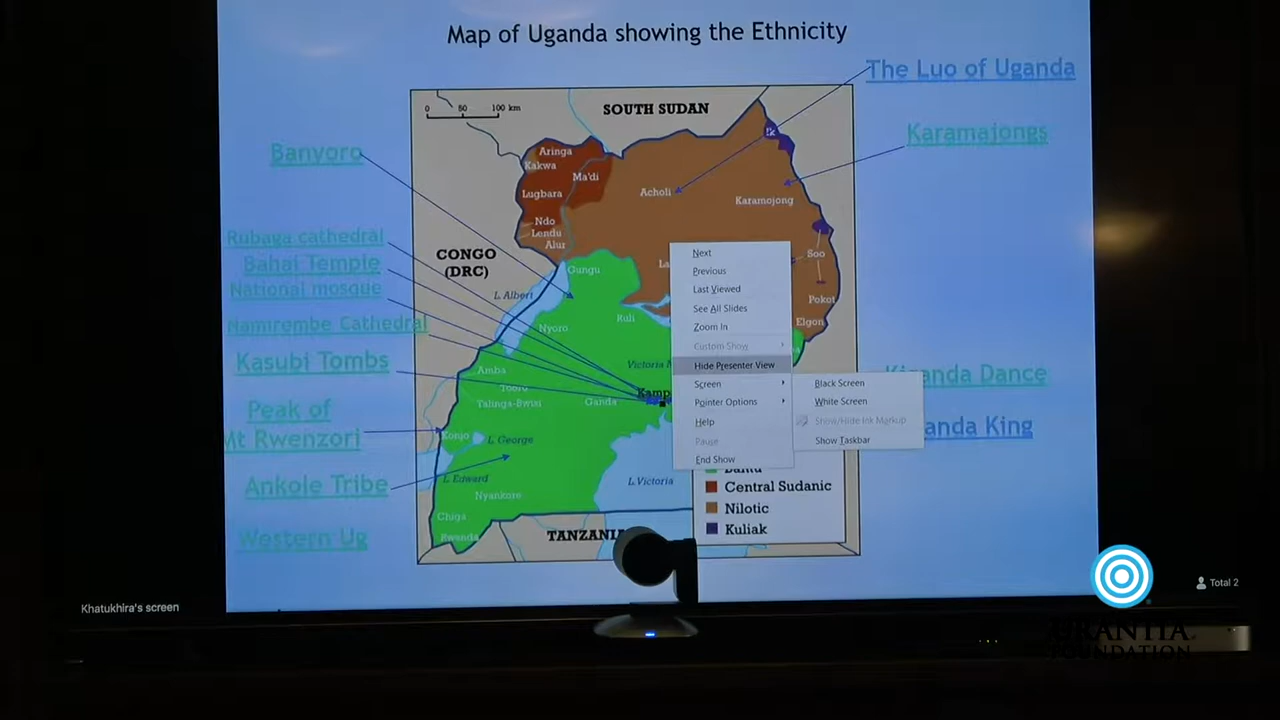 Map of Uganda showing the Ethnicity
The Luo of Uganda
Karamajongs
Banyoro
Rubaga cathedral
Bahai Temple
National mosque
Namirembe Cathedral
Kasubi Tombs
Peak of
Mt Rwenzori
Ankole Tribe
Western Ug
0 50 100 km
SOUTH SUDAN
Ik
Aringa
Kakwa
Ma'di
Lugbara
Acholi
Karamojong
Ndo
Lendu
Alur
CONGO
(DRC)
Soo
Gungu
L. Albert
Pokot
Ruli
Elgon
Nyoro
Victoria
Amba
Tooro
Talinga-Bwisi
Ganda
Kamp
Konjo
L. George
L. Edward
L. Victoria
Nyankore
Chiga
Rwanda
TANZANI
Bantu
Central Sudanic
Nilotic
Kuliak
Next
Previous
Last Viewed
See All Slides
Zoom In
Custom Show
Hide Presenter View
Screen
Pointer Options
Help
Pause
End Show
Black Screen
White Screen
Show/Hide Ink Markup
Show Taskbar
anda Dance
anda King
Khatukhira's screen
Total 2
URANTIA
FOUNDATION